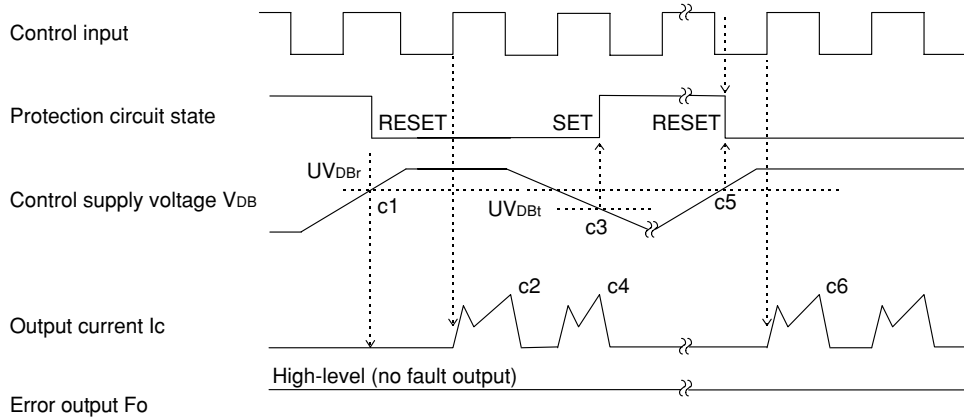 Control input
Protection circuit state
RESET
SET
RESET
UVDBr
Control supply voltage VDB
c1
UVDBt
c3
c5
c2
c4
c6
Output current Ic
High-level (no fault output)
Error output Fo